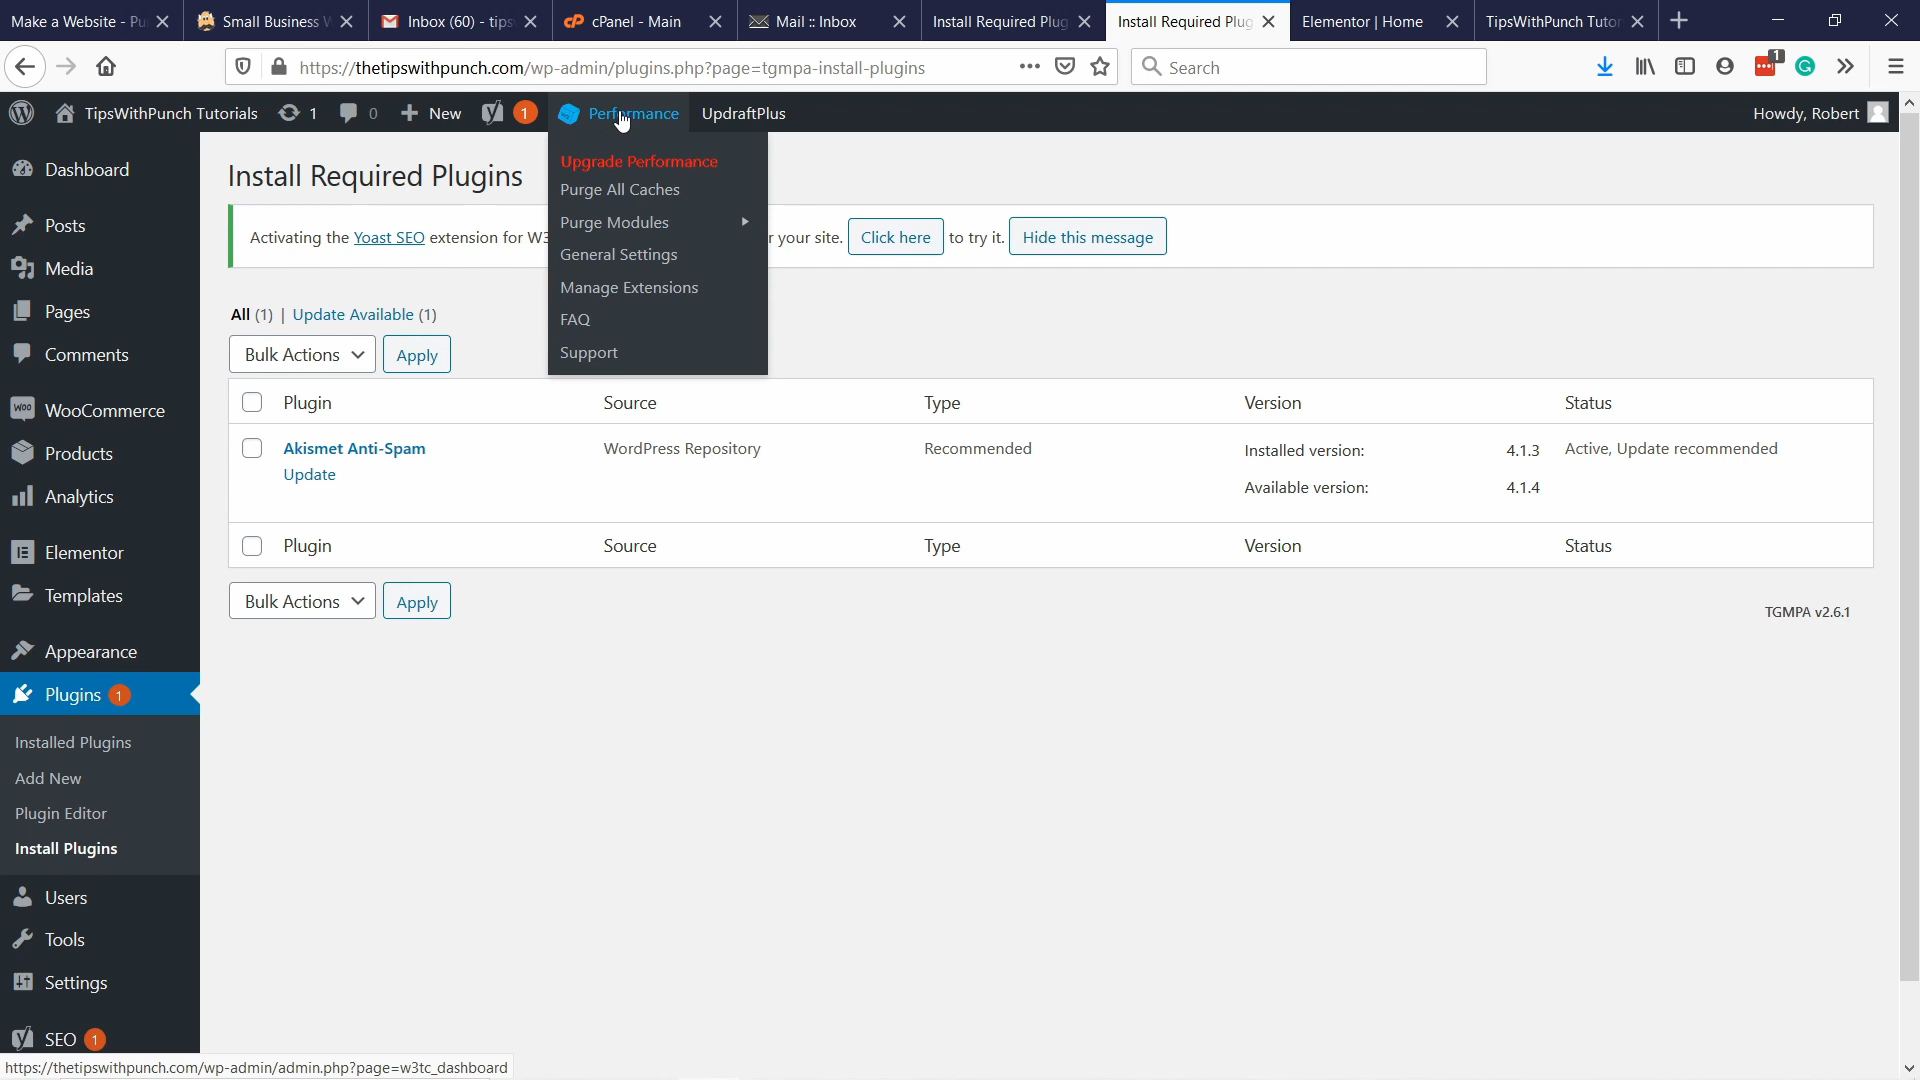 Make a Website - Pu
Small Business W
Inbox (60) - tips
cPanel - Main
Mail :: Inbox
Install Required Plug
Install Required Plug
Elementor | Home
TipsWithPunch Tutor
https://thetipswithpunch.com/wp-admin/plugins.php?page=tgmpa-install-plugins
Search
1
TipsWithPunch Tutorials
1
0
New
1
Performance
UpdraftPlus
Howdy, Robert
Dashboard
Posts
Media
Pages
Comments
WooCommerce
Products
Analytics
Elementor
Templates
Appearance
Plugins 1
Installed Plugins
Add New
Plugin Editor
Install Plugins
Users
Tools
Settings
SEO 1
Upgrade Performance
Purge All Caches
Purge Modules
General Settings
Manage Extensions
FAQ
Support
Install Required Plugins
Activating the Yoast SEO extension for W3 r your site. Click here to try it. Hide this message
All (1) | Update Available (1)
Bulk Actions Apply
Plugin Source Type Version Status
Akismet Anti-Spam WordPress Repository Recommended Installed version: 4.1.3 Active, Update recommended
Update Available version: 4.1.4
Plugin Source Type Version Status
Bulk Actions Apply
TGMPA v2.6.1
https://thetipswithpunch.com/wp-admin/admin.php?page=w3tc_dashboard